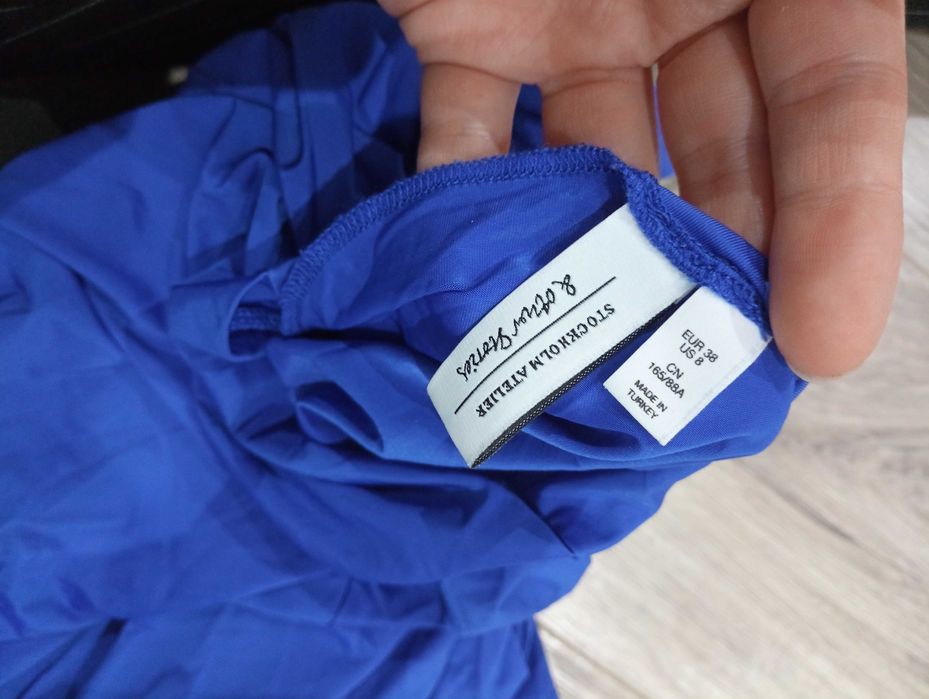 & other Stories
STOCKHOLM ATELIER
EUR 38
US 8
CN
165/88A
MADE IN
TURKEY